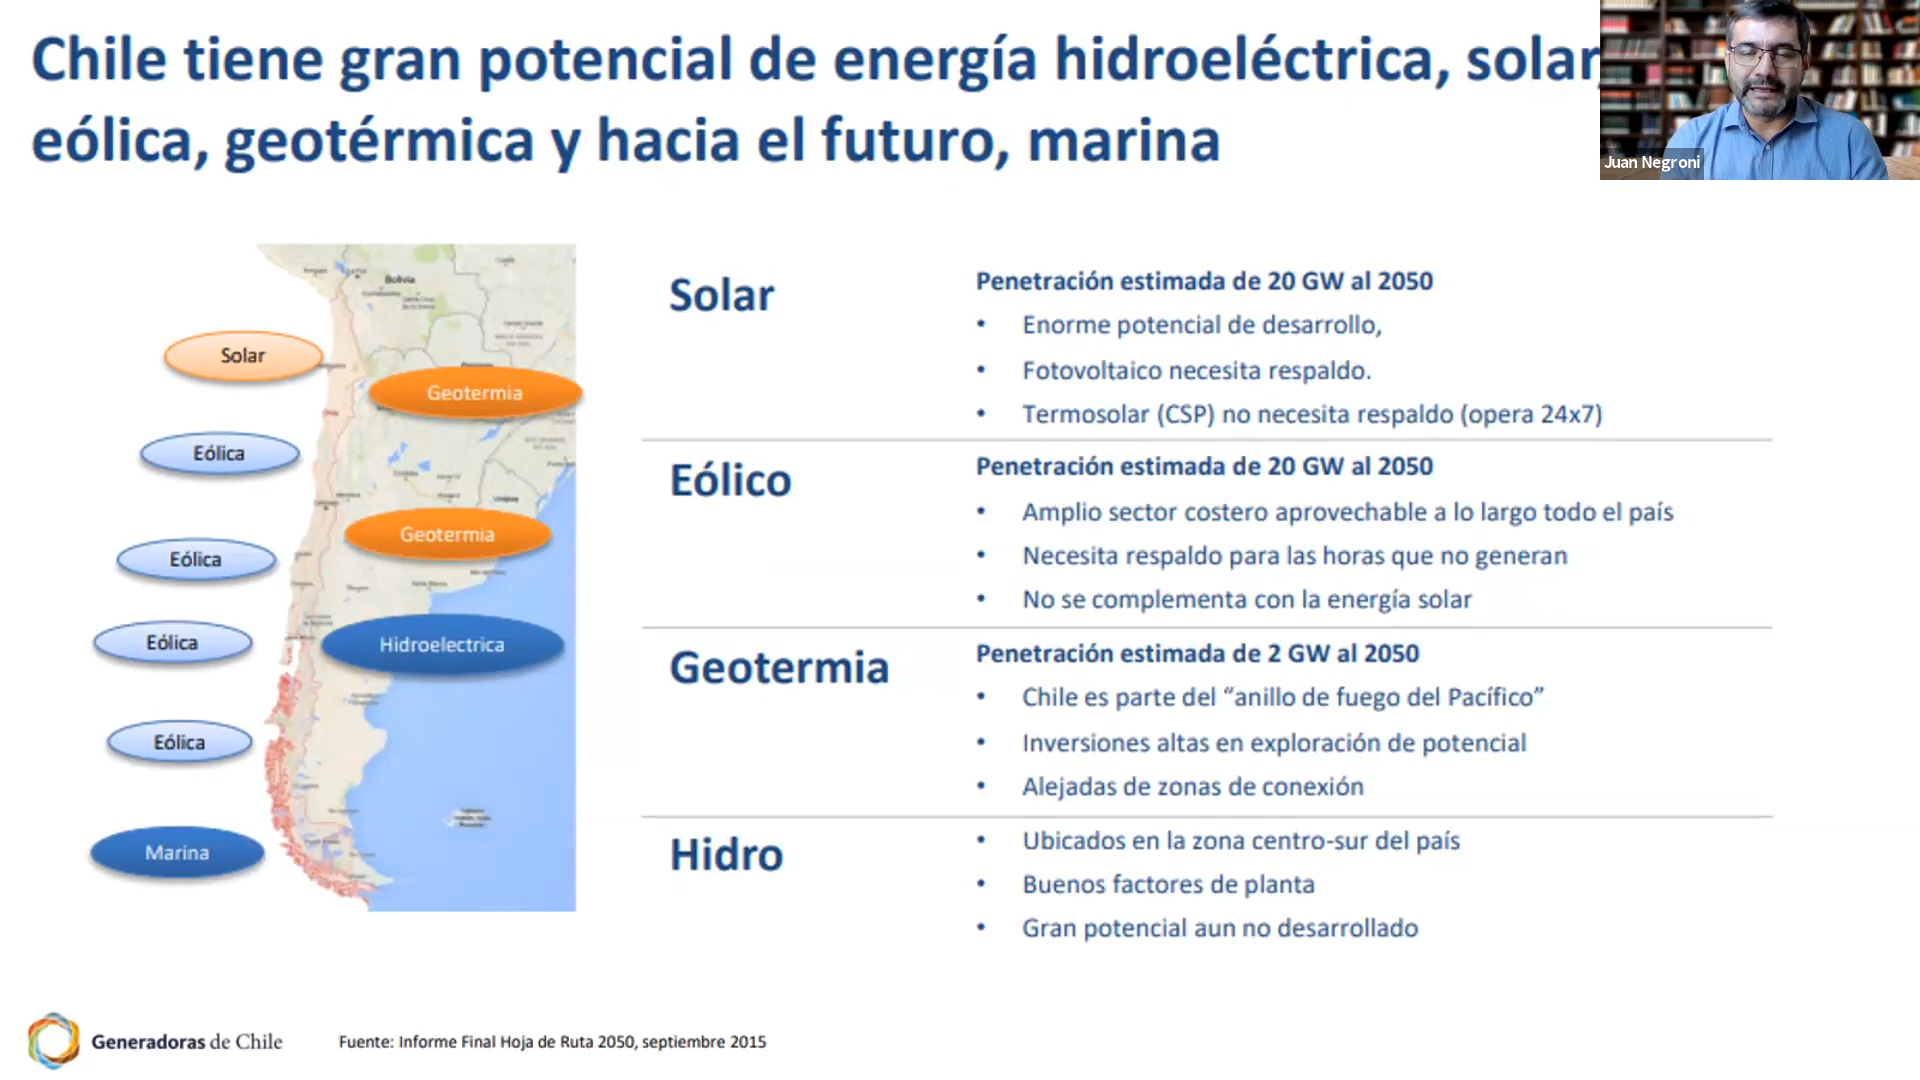 Chile tiene gran potencial de energía hidroeléctrica, solar,
eólica, geotérmica y hacia el futuro, marina
Juan Negroni
Bolivia
Uruguay
Solar
Geotermia
Eólica
Geotermia
Eólica
Eólica
Hidroelectrica
Eólica
Marina
Solar
Penetración estimada de 20 GW al 2050
• Enorme potencial de desarrollo,
• Fotovoltaico necesita respaldo.
• Termosolar (CSP) no necesita respaldo (opera 24x7)
Eólico
Penetración estimada de 20 GW al 2050
• Amplio sector costero aprovechable a lo largo todo el país
• Necesita respaldo para las horas que no generan
• No se complementa con la energía solar
Geotermia
Penetración estimada de 2 GW al 2050
• Chile es parte del “anillo de fuego del Pacífico”
• Inversiones altas en exploración de potencial
• Alejadas de zonas de conexión
Hidro
• Ubicados en la zona centro-sur del país
• Buenos factores de planta
• Gran potencial aun no desarrollado
Generadoras de Chile
Fuente: Informe Final Hoja de Ruta 2050, septiembre 2015